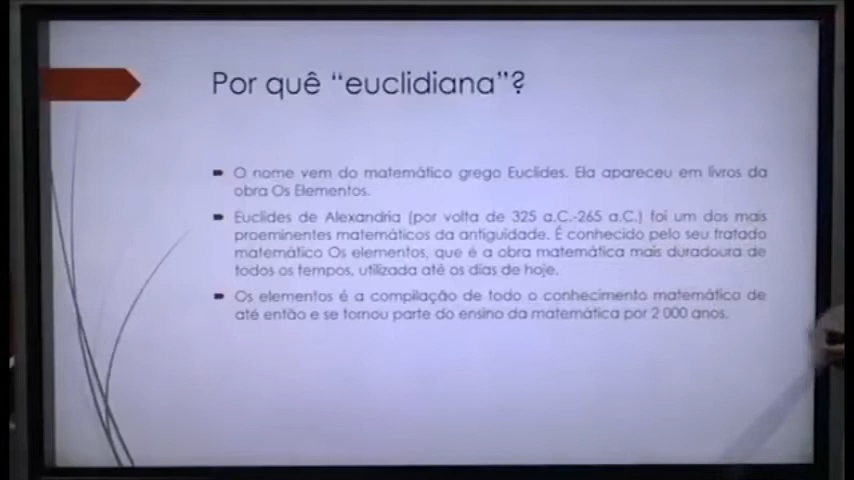 Por quê “euclidiana”?
O nome vem do matemático grego Euclides. Ela apareceu em livros da
obra Os Elementos.
Euclides de Alexandria (por volta de 325 a.C.-265 a.C.) foi um dos mais
proeminentes matemáticos da antiguidade. É conhecido pelo seu tratado
matemático Os elementos, que é a obra matemática mais duradoura de
todos os tempos, utilizada até os dias de hoje.
Os elementos é a compilação de todo o conhecimento matemático de
até então e se tornou parte do ensino da matemática por 2 000 anos.